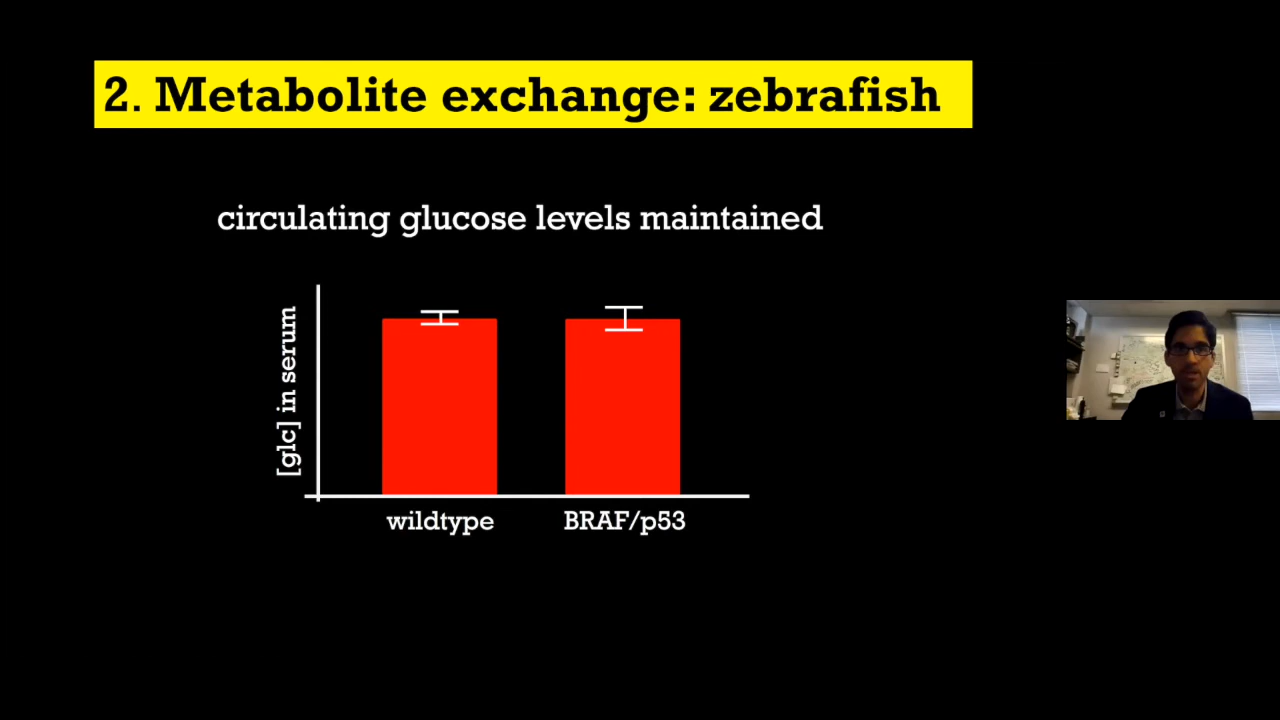 2. Metabolite exchange: zebrafish
circulating glucose levels maintained
[glc] in serum
wildtype
BRAF/p53